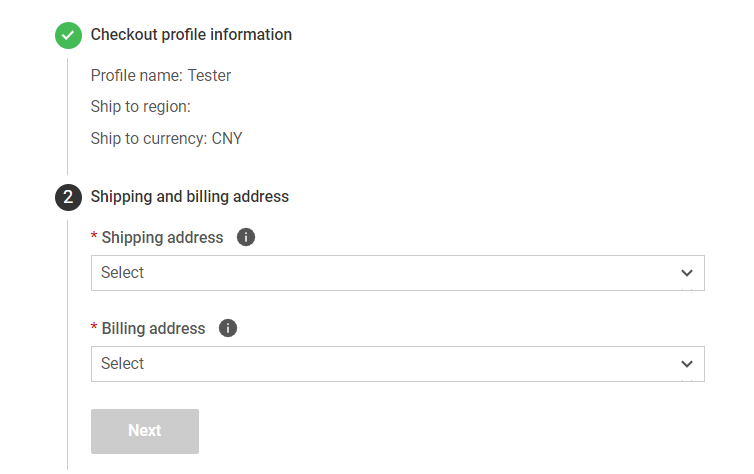 Checkout profile information
Profile name: Tester
Ship to region:
Ship to currency: CNY
2 Shipping and billing address
* Shipping address i
Select
* Billing address i
Select
Next